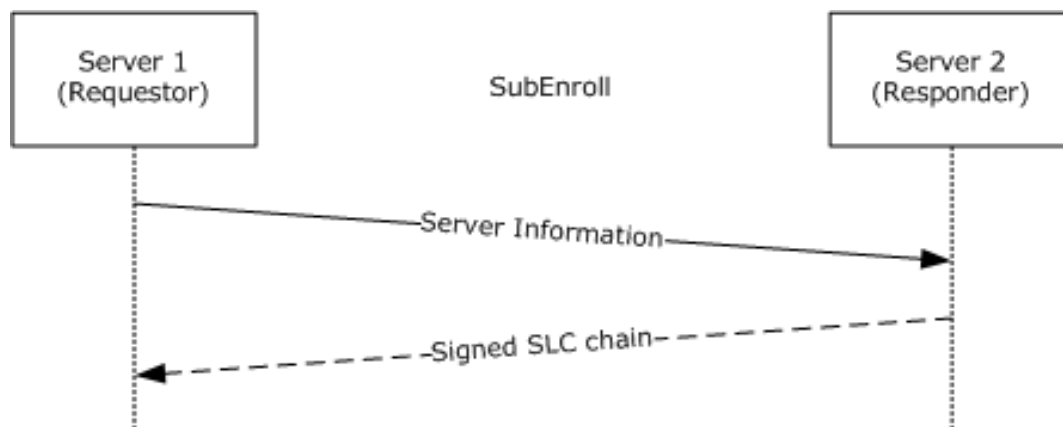 Server 1
(Requestor)
SubEnroll
Server 2
(Responder)
Server Information
Signed SLC chain